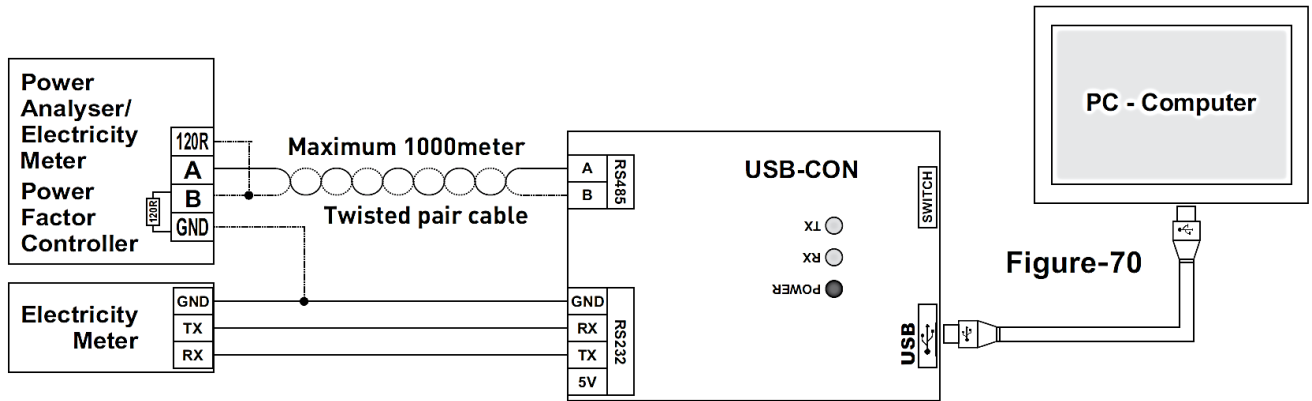 Power
Analyser/
Electricity
Meter
Power
Factor
Controller
120R
A
B
GND
120R
Maximum 1000meter
Twisted pair cable
A
B
RS485
USB-CON
TX
RX
POWER
SWITCH
USB
PC - Computer
Figure-70
Electricity
Meter
GND
TX
RX
GND
RX
TX
5V
RS232